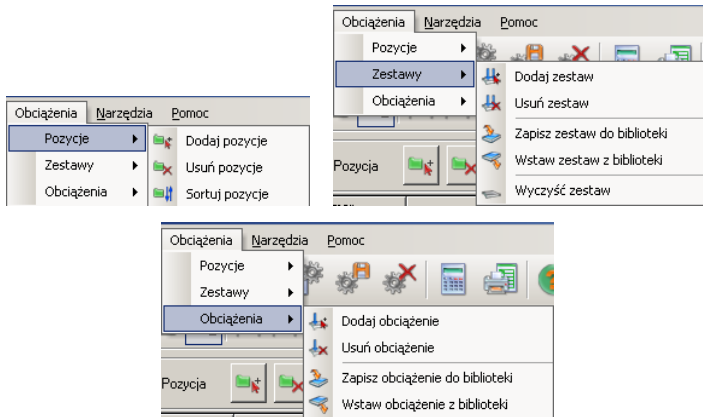 Obciążenia Narzędzia Pomoc
Pozycje
Dodaj pozycje
Zestawy
Usuń pozycje
Obciążenia
Sortuj pozycje
Obciążenia Narzędzia Pomoc
Pozycje
Zestawy
Dodaj zestaw
Obciążenia
Usuń zestaw
Zapisz zestaw do biblioteki
Pozycja
Wstaw zestaw z biblioteki
Wyczyść zestaw
Obciążenia Narzędzia Pomoc
Pozycje
Zestawy
Obciążenia
Dodaj obciążenie
Usuń obciążenie
Pozycja
Zapisz obciążenie do biblioteki
Wstaw obciążenie z biblioteki